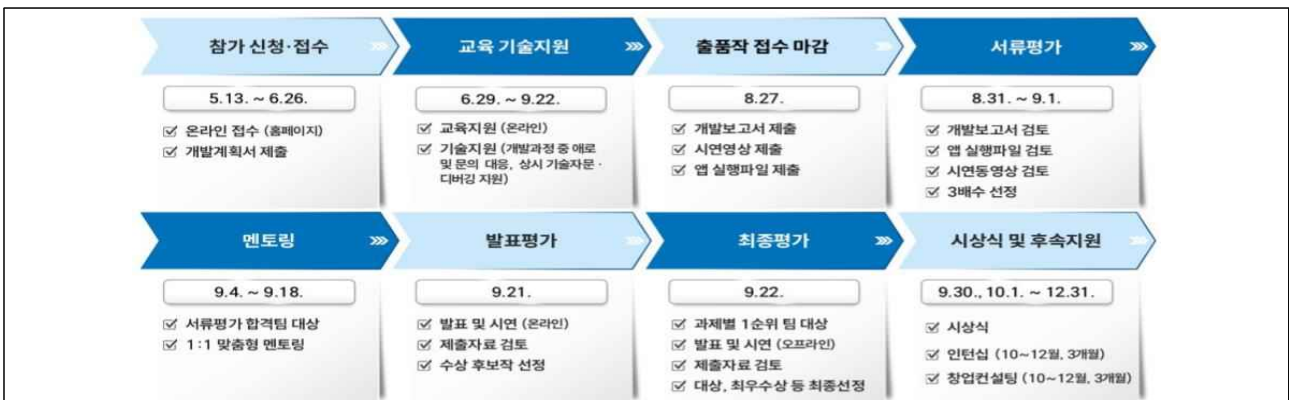 참가 신청·접수
5.13. ~ 6.26.
☑ 온라인 접수 (홈페이지)
☑ 개발계획서 제출
교육 기술지원
6.29. ~ 9.22.
☑ 교육지원 (온라인)
☑ 기술지원 (개발과정 중 애로
및 문의 대응, 상시 기술자문·
디버깅 지원)
출품작 접수 마감
8.27.
☑ 개발보고서 제출
☑ 시연영상 제출
☑ 앱 실행파일 제출
서류평가
8.31. ~ 9.1.
☑ 개발보고서 검토
☑ 앱 실행파일 검토
☑ 시연동영상 검토
☑ 3배수 선정
멘토링
9.4. ~ 9.18.
☑ 서류평가 합격팀 대상
☑ 1:1 맞춤형 멘토링
발표평가
9.21.
☑ 발표 및 시연 (온라인)
☑ 제출자료 검토
☑ 수상 후보작 선정
최종평가
9.22.
☑ 과제별 1순위 팀 대상
☑ 발표 및 시연 (오프라인)
☑ 제출자료 검토
☑ 대상, 최우수상 등 최종선정
시상식 및 후속지원
9.30., 10.1. ~ 12.31.
☑ 시상식
☑ 인턴십 (10~12월, 3개월)
☑ 창업컨설팅 (10~12월, 3개월)